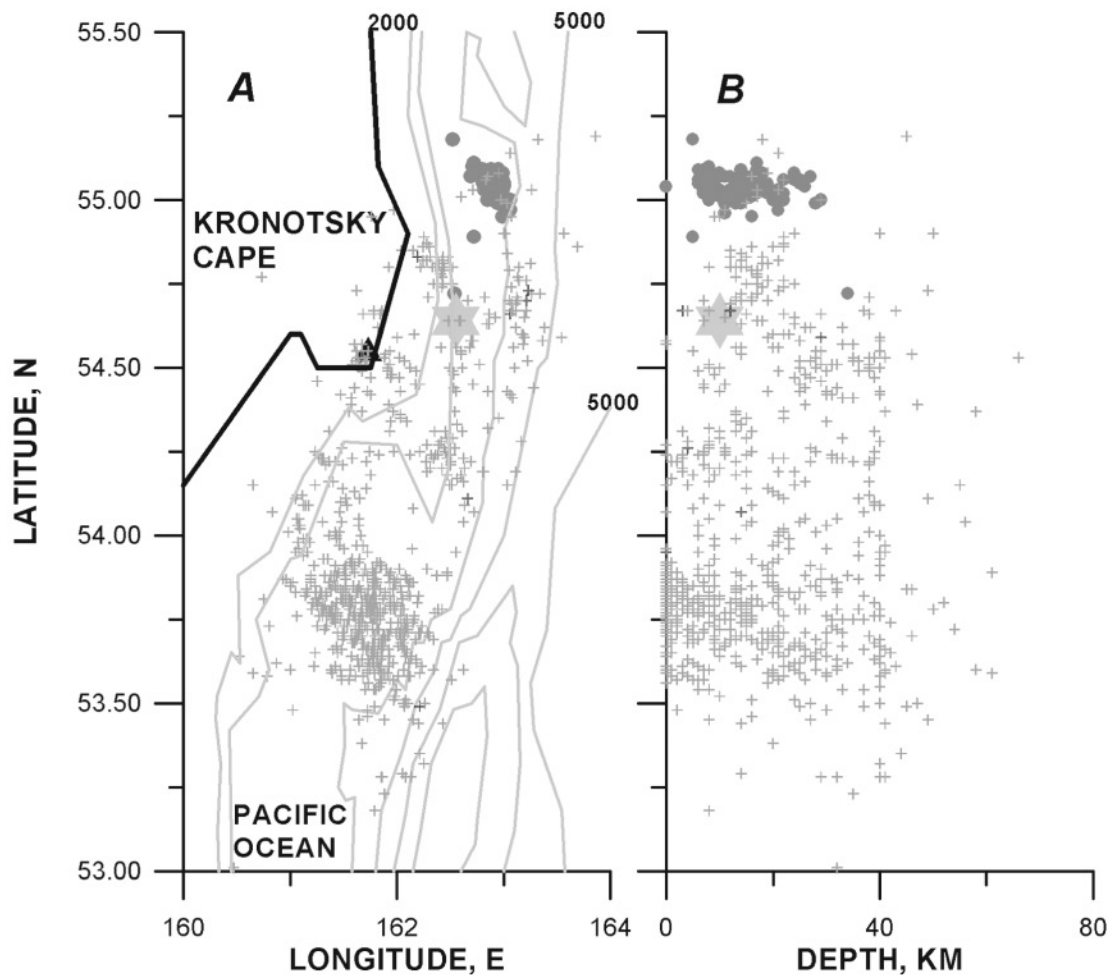 2000
5000
55.50
A
B
55.00
KRONOTSKY
CAPE
54.50
5000
LATITUDE, N
54.00
53.50
PACIFIC
OCEAN
53.00
160
162
164
0
40
80
LONGITUDE, E
DEPTH, KM